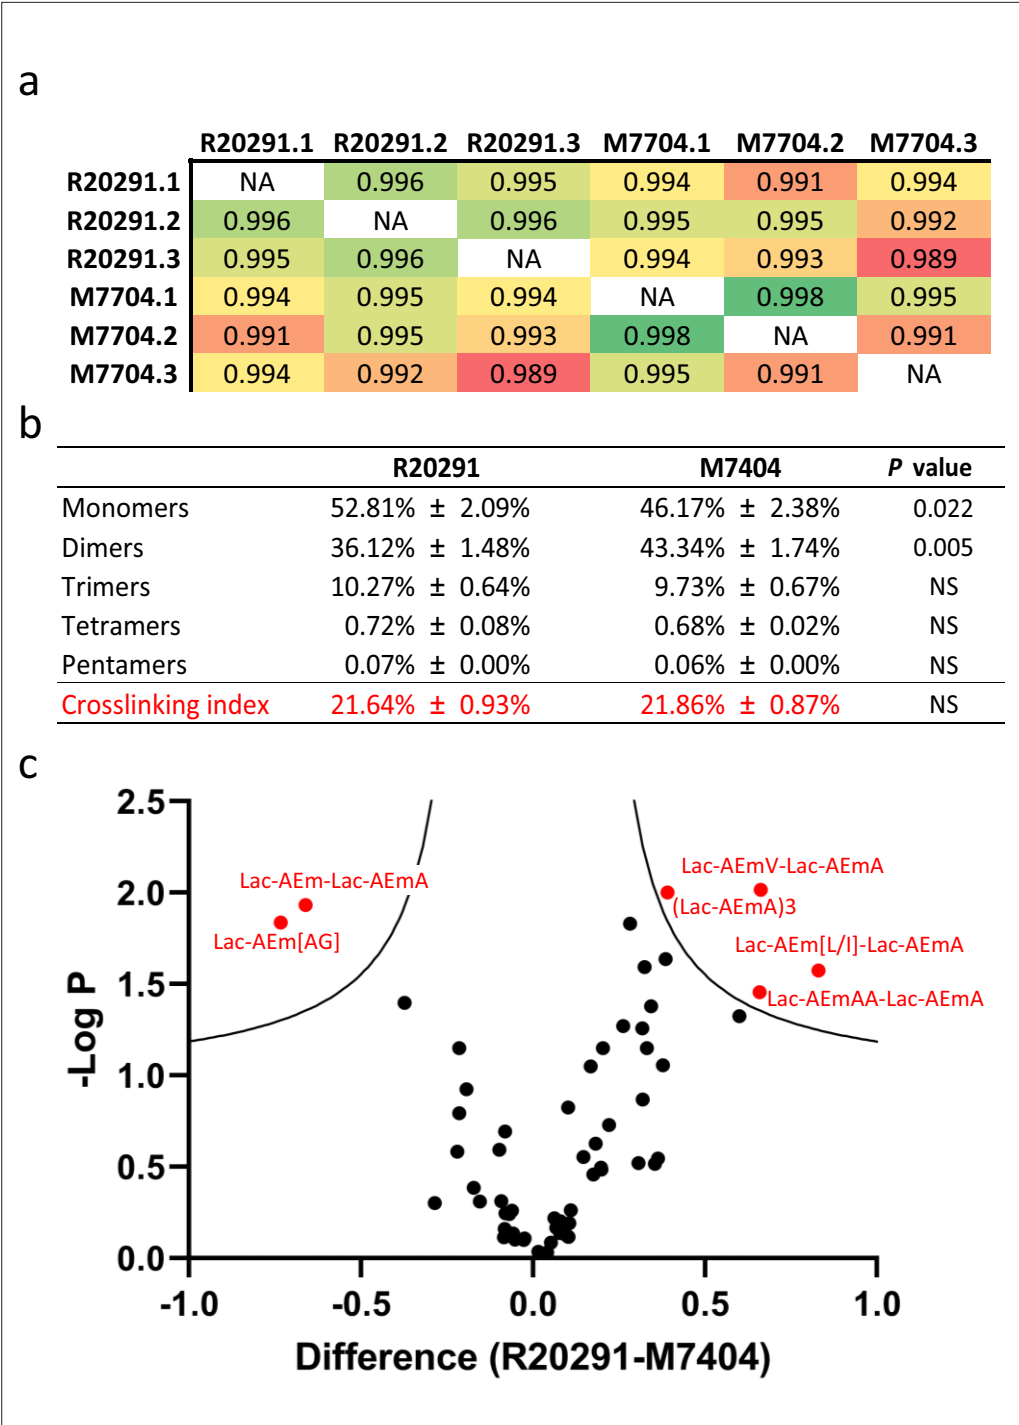 a
R20291.1 R20291.2 R20291.3 M7704.1 M7704.2 M7704.3
R20291.1 NA 0.996 0.995 0.994 0.991 0.994
R20291.2 0.996 NA 0.996 0.995 0.995 0.992
R20291.3 0.995 0.996 NA 0.994 0.993 0.989
M7704.1 0.994 0.995 0.994 NA 0.998 0.995
M7704.2 0.991 0.995 0.993 0.998 NA 0.991
M7704.3 0.994 0.992 0.989 0.995 0.991 NA
b
R20291 M7404 P value
Monomers 52.81% ± 2.09% 46.17% ± 2.38% 0.022
Dimers 36.12% ± 1.48% 43.34% ± 1.74% 0.005
Trimers 10.27% ± 0.64% 9.73% ± 0.67% NS
Tetramers 0.72% ± 0.08% 0.68% ± 0.02% NS
Pentamers 0.07% ± 0.00% 0.06% ± 0.00% NS
Crosslinking index 21.64% ± 0.93% 21.86% ± 0.87% NS
c
2.5
Lac-AEmV-Lac-AEmA
Lac-AEm-Lac-AEmA
2.0
(Lac-AEmA)3
Lac-AEm[AG]
Lac-AEm[L/I]-Lac-AEmA
1.5
Lac-AEmAA-Lac-AEmA
-Log P
1.0
0.5
0.0
-1.0 -0.5 0.0 0.5 1.0
Difference (R20291-M7404)